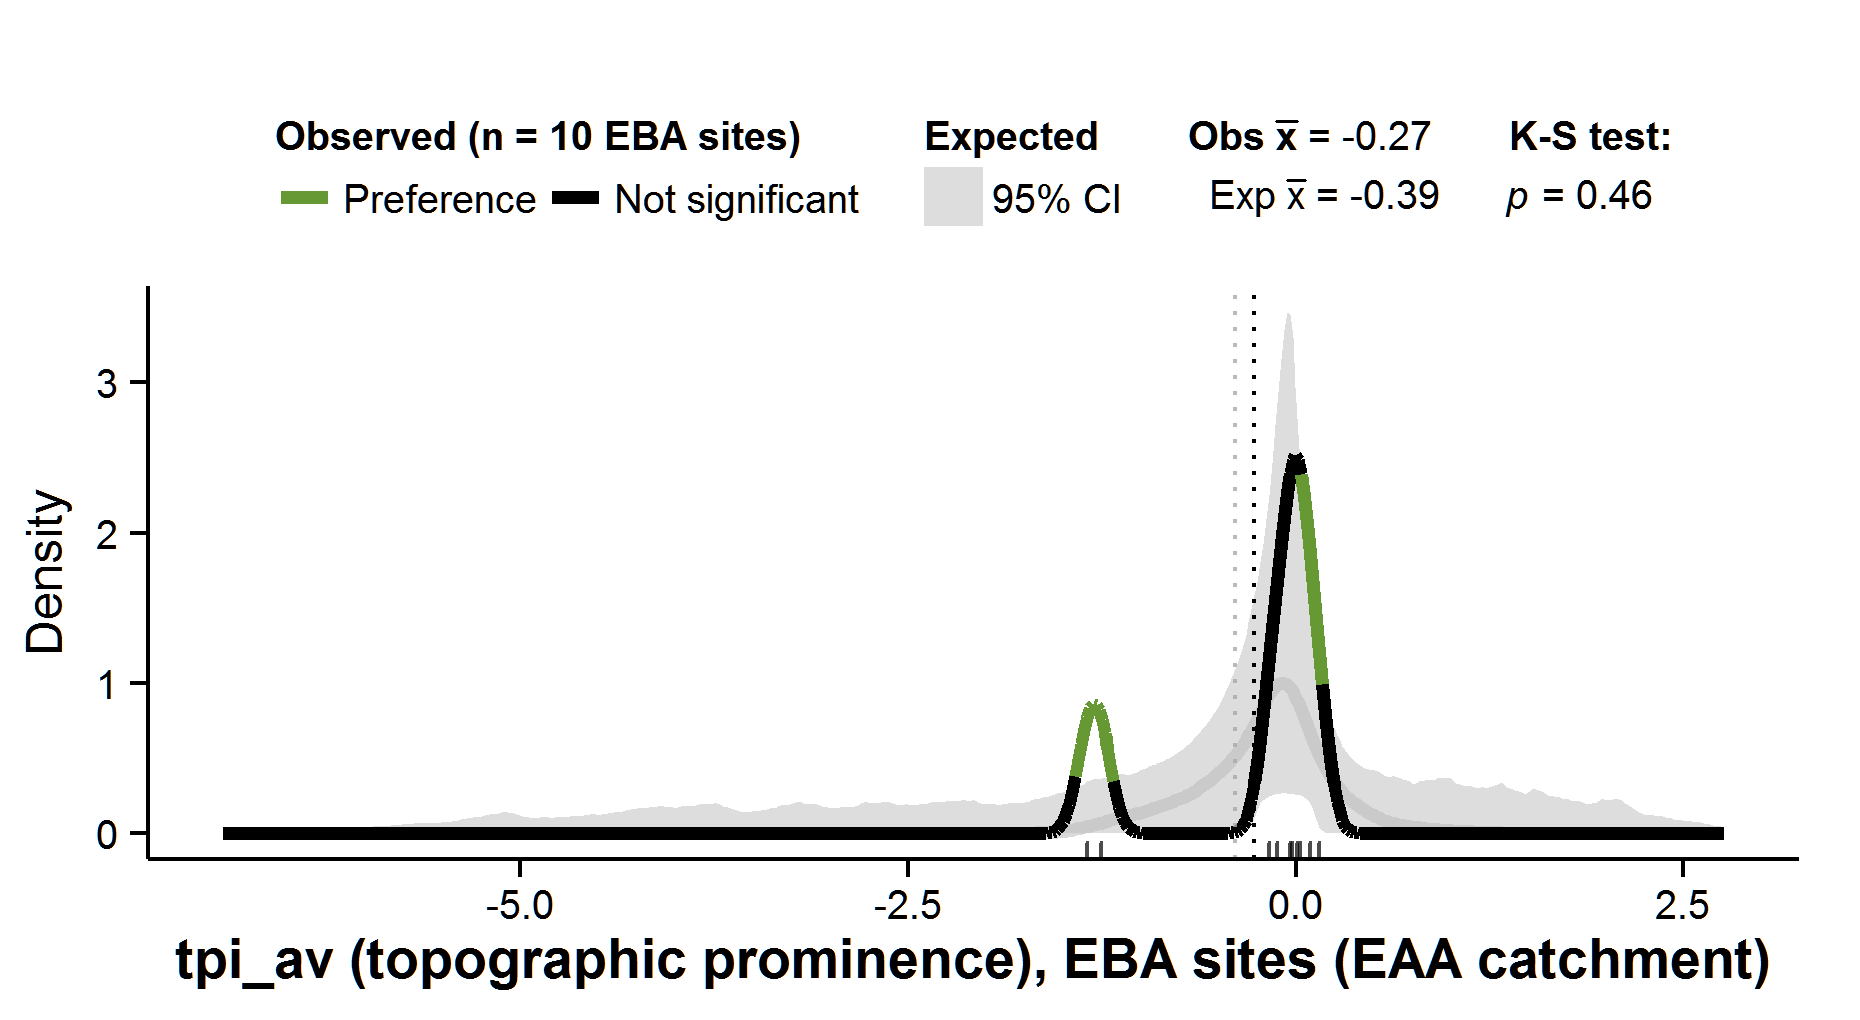 Observed (n = 10 EBA sites) Expected Obs x̅ = -0.27 K-S test:
Preference Not significant 95% CI Exp x̅ = -0.39 p = 0.46
Density
3
2
1
0
-5.0 -2.5 0.0 2.5
tpi_av (topographic prominence), EBA sites (EAA catchment)